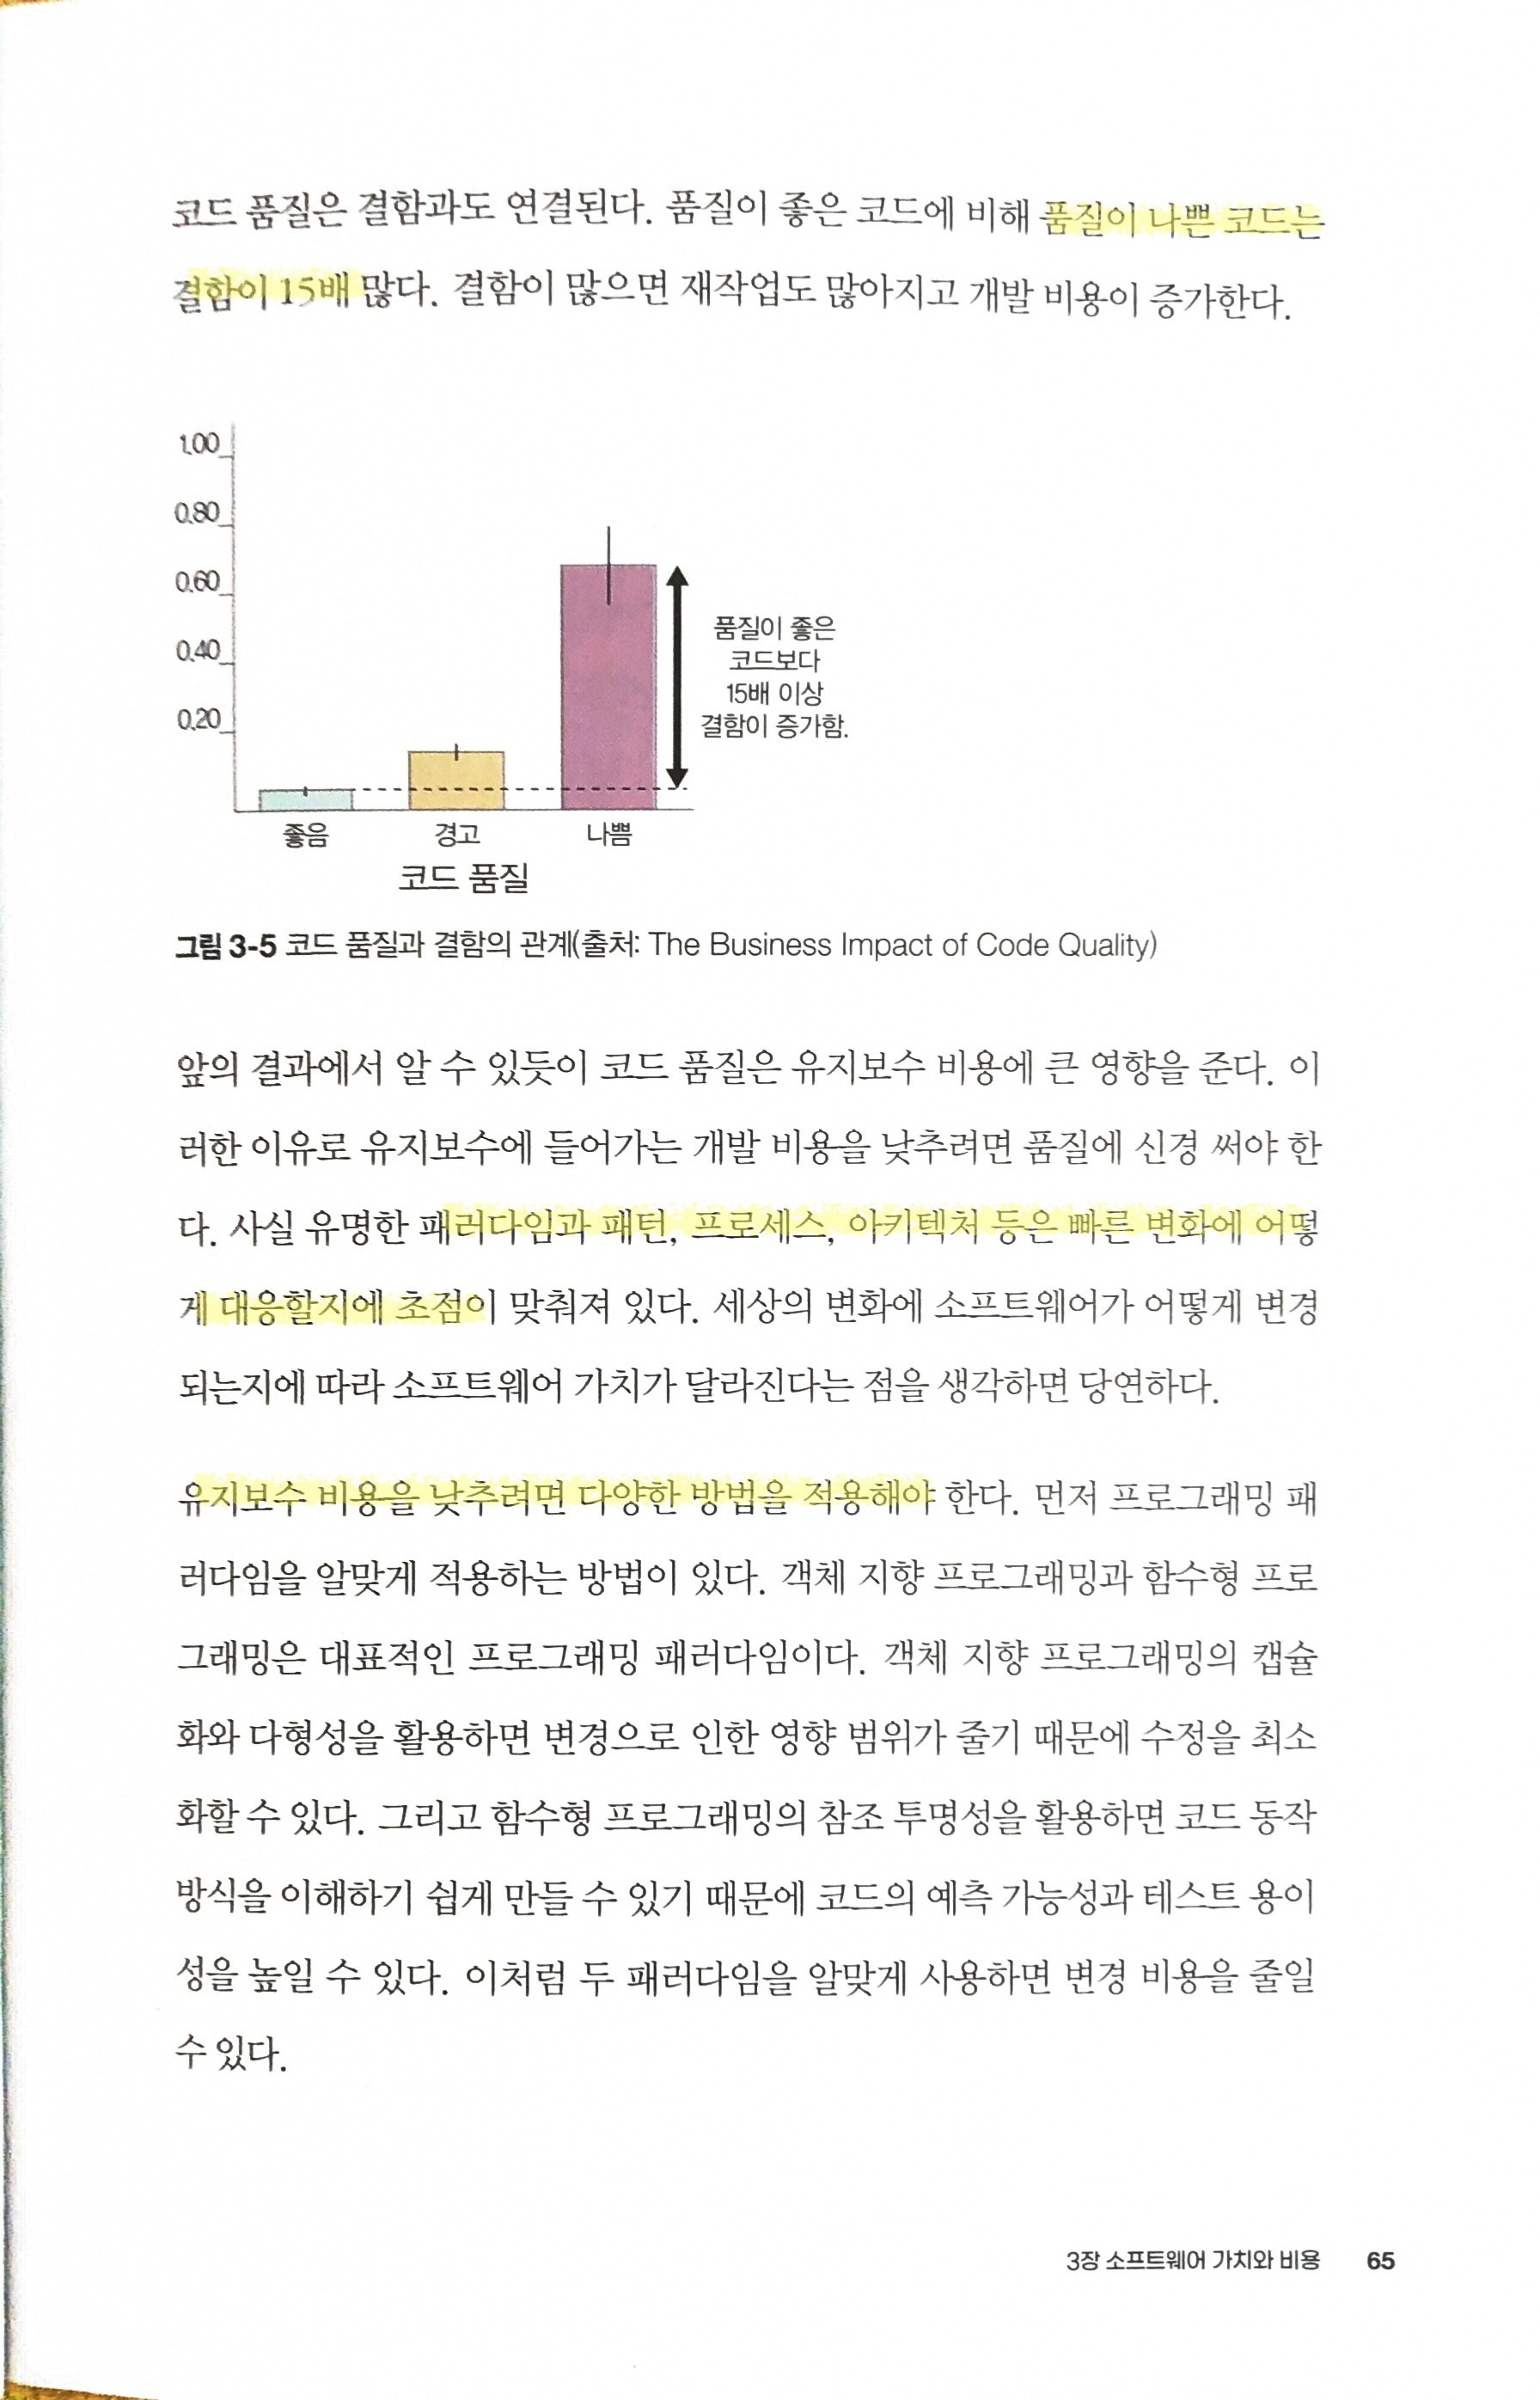 코드 품질은 결함과도 연결된다. 품질이 좋은 코드에 비해 품질이 나쁜 코드는
결함이 15배 많다. 결함이 많으면 재작업도 많아지고 개발 비용이 증가한다.
1.00
0.80
0.60
0.40
0.20
품질이 좋은
코드보다
15배 이상
결함이 증가함.
좋음 경고 나쁨
코드 품질
그림 3-5 코드 품질과 결함의 관계(출처: The Business Impact of Code Quality)
앞의 결과에서 알 수 있듯이 코드 품질은 유지보수 비용에 큰 영향을 준다. 이
러한 이유로 유지보수에 들어가는 개발 비용을 낮추려면 품질에 신경 써야 한
다. 사실 유명한 패러다임과 패턴, 프로세스, 아키텍처 등은 빠른 변화에 어떻
게 대응할지에 초점이 맞춰져 있다. 세상의 변화에 소프트웨어가 어떻게 변경
되는지에 따라 소프트웨어 가치가 달라진다는 점을 생각하면 당연하다.
유지보수 비용을 낮추려면 다양한 방법을 적용해야 한다. 먼저 프로그래밍 패
러다임을 알맞게 적용하는 방법이 있다. 객체 지향 프로그래밍과 함수형 프로
그래밍은 대표적인 프로그래밍 패러다임이다. 객체 지향 프로그래밍의 캡슐
화와 다형성을 활용하면 변경으로 인한 영향 범위가 줄기 때문에 수정을 최소
화할 수 있다. 그리고 함수형 프로그래밍의 참조 투명성을 활용하면 코드 동작
방식을 이해하기 쉽게 만들 수 있기 때문에 코드의 예측 가능성과 테스트 용이
성을 높일 수 있다. 이처럼 두 패러다임을 알맞게 사용하면 변경 비용을 줄일
수 있다.
3장 소프트웨어 가치와 비용 65